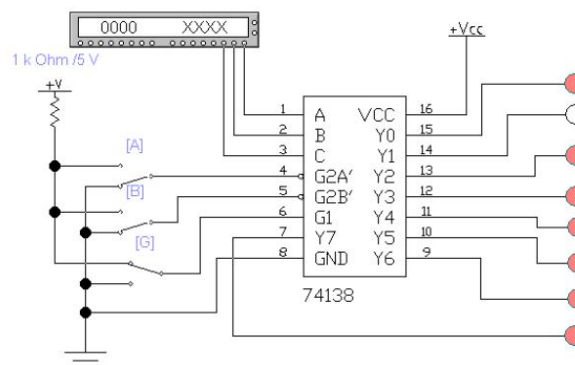 0000 XXXX
+Vcc
1 k Ohm /5 V
+V
[A]
[B]
[G]
1 A VCC 16
2 B Y0 15
3 C Y1 14
4 G2A' Y2 13
5 G2B' Y3 12
6 G1 Y4 11
7 Y7 Y5 10
8 GND Y6 9
74138